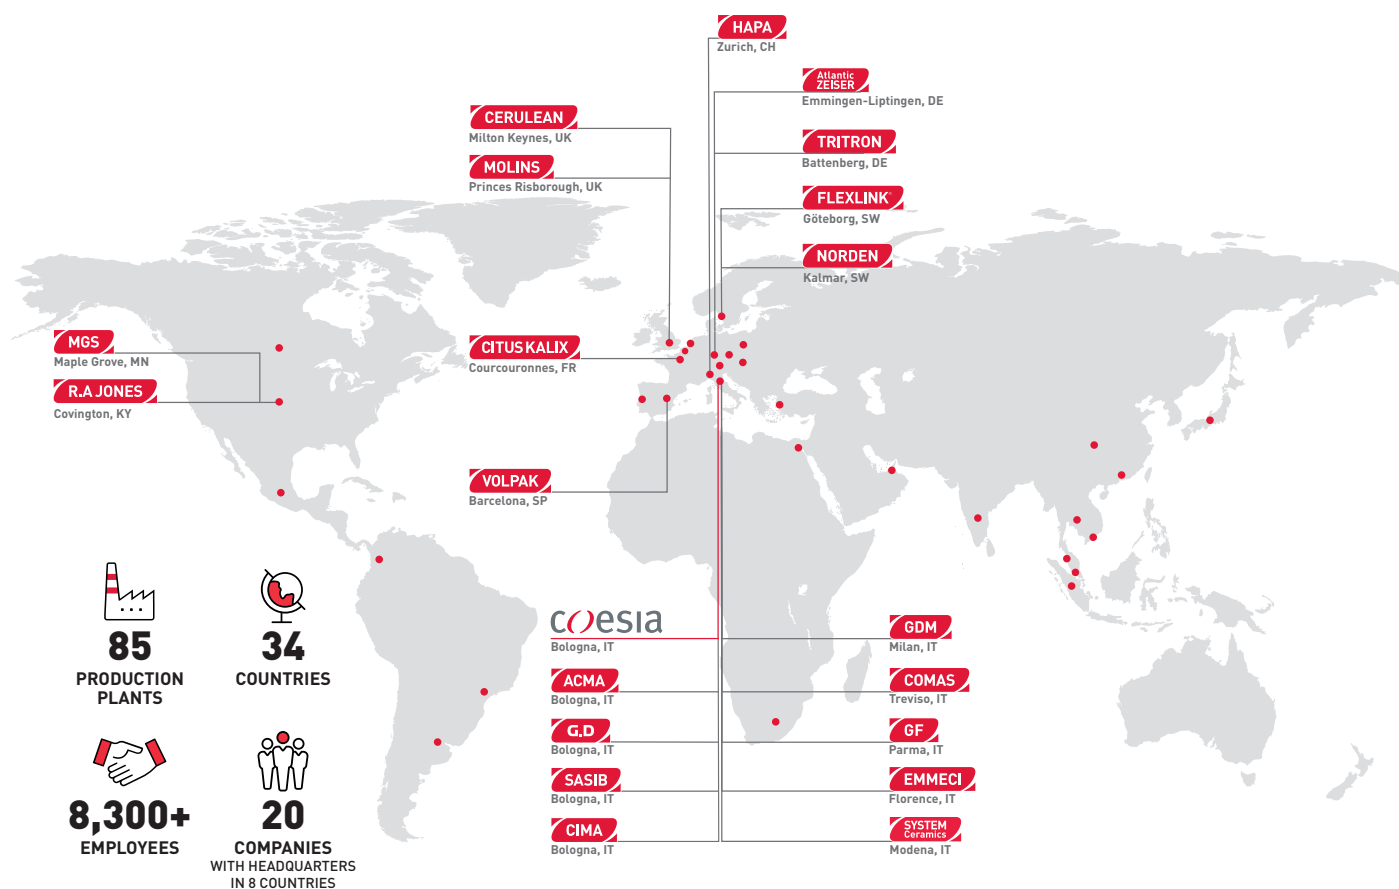 HAPA
Zurich, CH
Atlantic
ZEISER
Emmingen-Liptingen, DE
CERULEAN
Milton Keynes, UK
TRITRON
Battenberg, DE
MOLINS
Princes Risborough, UK
FLEXLINK®
Göteborg, SW
NORDEN
Kalmar, SW
MGS
Maple Grove, MN
CITUS KALIX
Courcouronnes, FR
R.A JONES
Covington, KY
VOLPAK
Barcelona, SP
85
PRODUCTION
PLANTS
34
COUNTRIES
8,300+
EMPLOYEES
20
COMPANIES
WITH HEADQUARTERS
IN 8 COUNTRIES
coesia
Bologna, IT
ACMA
Bologna, IT
G.D
Bologna, IT
SASIB
Bologna, IT
CIMA
Bologna, IT
GDM
Milan, IT
COMAS
Treviso, IT
GF
Parma, IT
EMMECI
Florence, IT
SYSTEM
Ceramics
Modena, IT